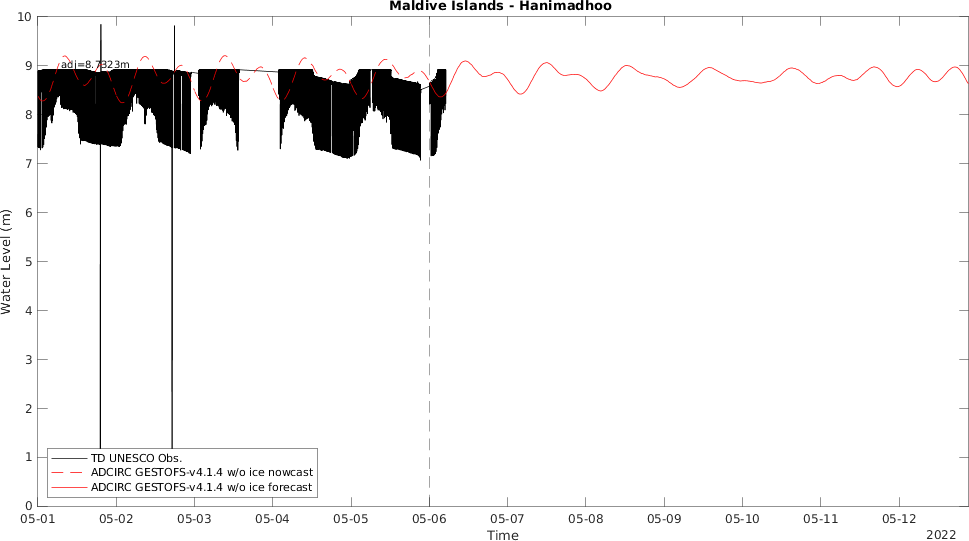 Maldive Islands - Hanimadhoo
10
9
8
7
6
5
4
3
2
1
0
Water Level (m)
adj=8.7323m
TD UNESCO Obs.
ADCIRC GESTOFS-v4.1.4 w/o ice nowcast
ADCIRC GESTOFS-v4.1.4 w/o ice forecast
05-01 05-02 05-03 05-04 05-05 05-06 05-07 05-08 05-09 05-10 05-11 05-12
Time
2022